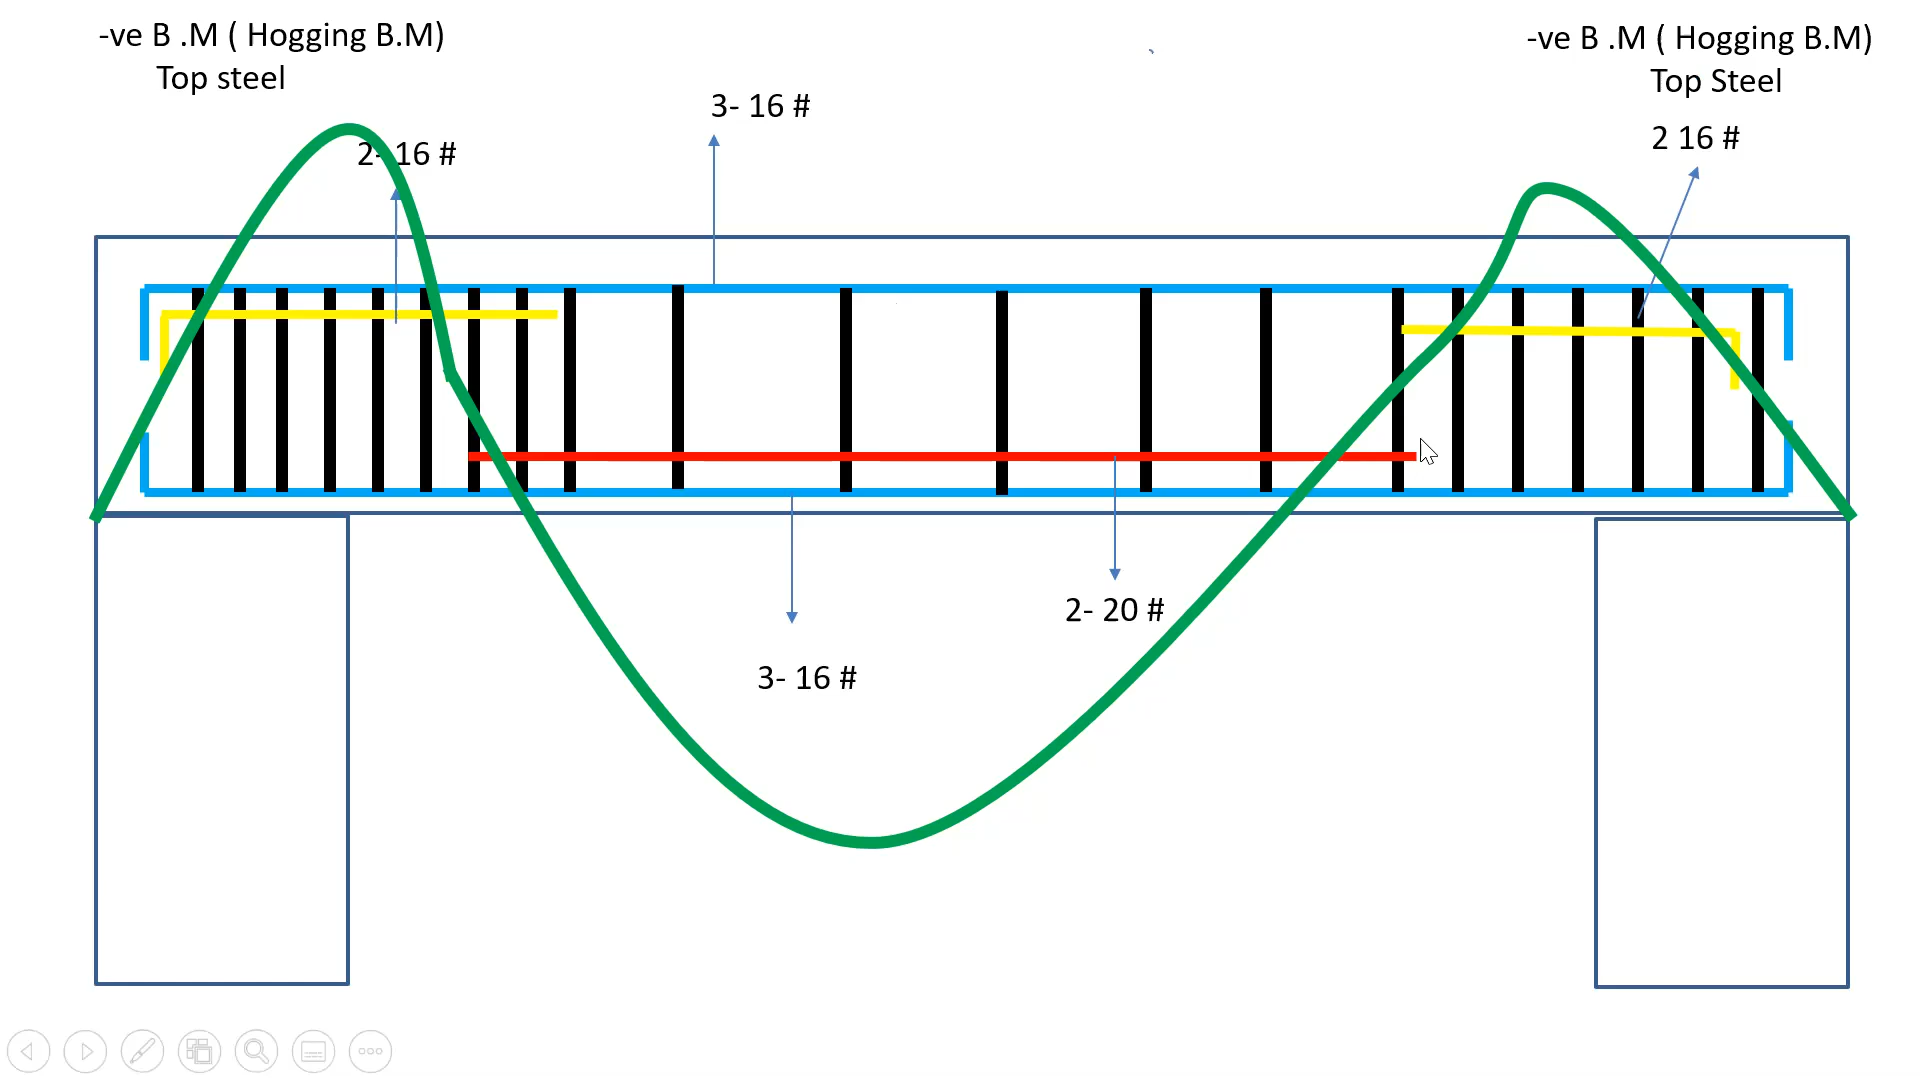 -ve B .M ( Hogging B.M)
Top steel
-ve B .M ( Hogging B.M)
Top Steel
3- 16 #
2- 16 #
2 16 #
2- 20 #
3- 16 #